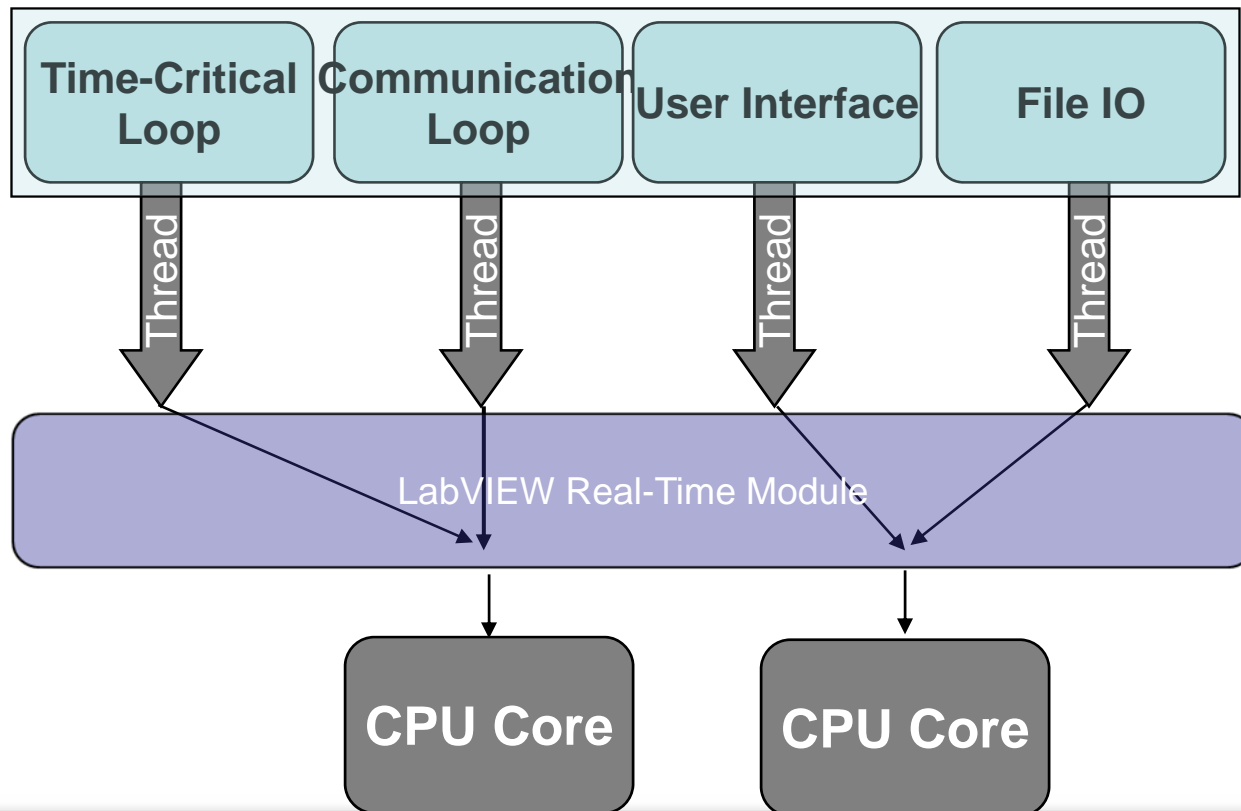 Time-Critical
Loop
Communication
Loop
User Interface
File IO
Thread
Thread
Thread
Thread
LabVIEW Real-Time Module
CPU Core
CPU Core